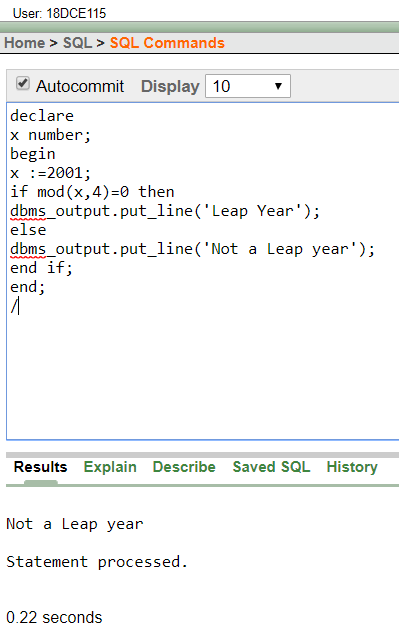 User: 18DCE115
Home > SQL > SQL Commands
Autocommit Display 10
declare
x number;
begin
x :=2001;
if mod(x,4)=0 then
dbms_output.put_line('Leap Year');
else
dbms_output.put_line('Not a Leap year');
end if;
end;
/
Results Explain Describe Saved SQL History
Not a Leap year
Statement processed.
0.22 seconds